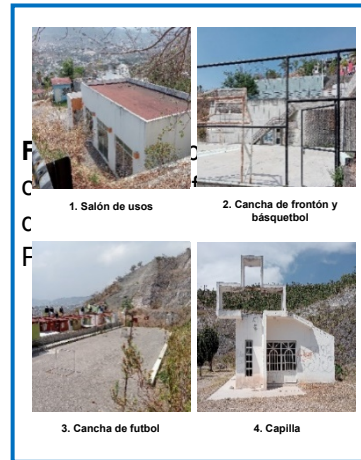 1. Salón de usos
2. Cancha de frontón y
básquetbol
3. Cancha de futbol
4. Capilla